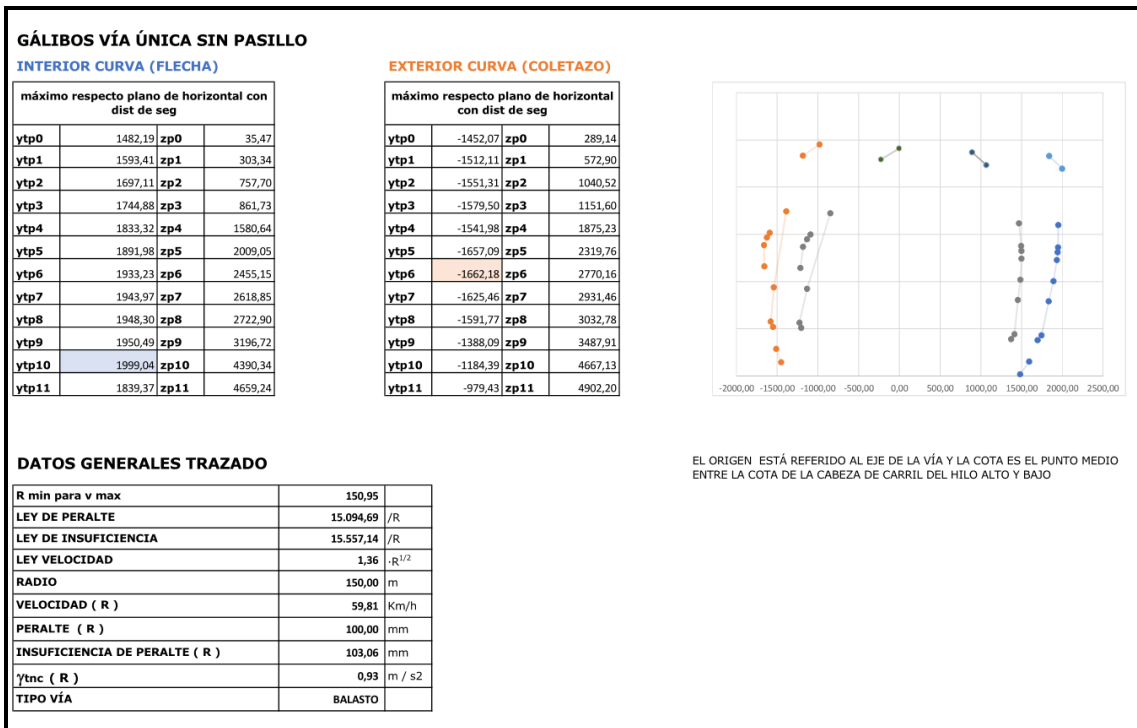 GÁLIBOS VÍA ÚNICA SIN PASILLO
INTERIOR CURVA (FLECHA)
máximo respecto plano de horizontal con
dist de seg
ytp0 1482,19 zp0 35,47
ytp1 1593,41 zp1 303,34
ytp2 1697,11 zp2 757,70
ytp3 1744,88 zp3 861,73
ytp4 1833,32 zp4 1580,64
ytp5 1891,98 zp5 2009,05
ytp6 1933,23 zp6 2455,15
ytp7 1943,97 zp7 2618,85
ytp8 1948,30 zp8 2722,90
ytp9 1950,49 zp9 3196,72
ytp10 1999,04 zp10 4390,34
ytp11 1839,37 zp11 4659,24
EXTERIOR CURVA (COLETAZO)
máximo respecto plano de horizontal
con dist de seg
ytp0 -1452,07 zp0 289,14
ytp1 -1512,11 zp1 572,90
ytp2 -1551,31 zp2 1040,52
ytp3 -1579,50 zp3 1151,60
ytp4 -1541,98 zp4 1875,23
ytp5 -1657,09 zp5 2319,76
ytp6 -1662,18 zp6 2770,16
ytp7 -1625,46 zp7 2931,46
ytp8 -1591,77 zp8 3032,78
ytp9 -1388,09 zp9 3487,91
ytp10 -1184,39 zp10 4667,13
ytp11 -979,43 zp11 4902,20
-2000,00 -1500,00 -1000,00 -500,00 0,00 500,00 1000,00 1500,00 2000,00 2500,00
EL ORIGEN ESTÁ REFERIDO AL EJE DE LA VÍA Y LA COTA ES EL PUNTO MEDIO
ENTRE LA COTA DE LA CABEZA DE CARRIL DEL HILO ALTO Y BAJO
DATOS GENERALES TRAZADO
R min para v max 150,95
LEY DE PERALTE 15.094,69 /R
LEY DE INSUFICIENCIA 15.557,14 /R
LEY VELOCIDAD 1,36 ·R^1/2
RADIO 150,00 m
VELOCIDAD ( R ) 59,81 Km/h
PERALTE ( R ) 100,00 mm
INSUFICIENCIA DE PERALTE ( R ) 103,06 mm
γtnc ( R ) 0,93 m / s2
TIPO VÍA BALASTO